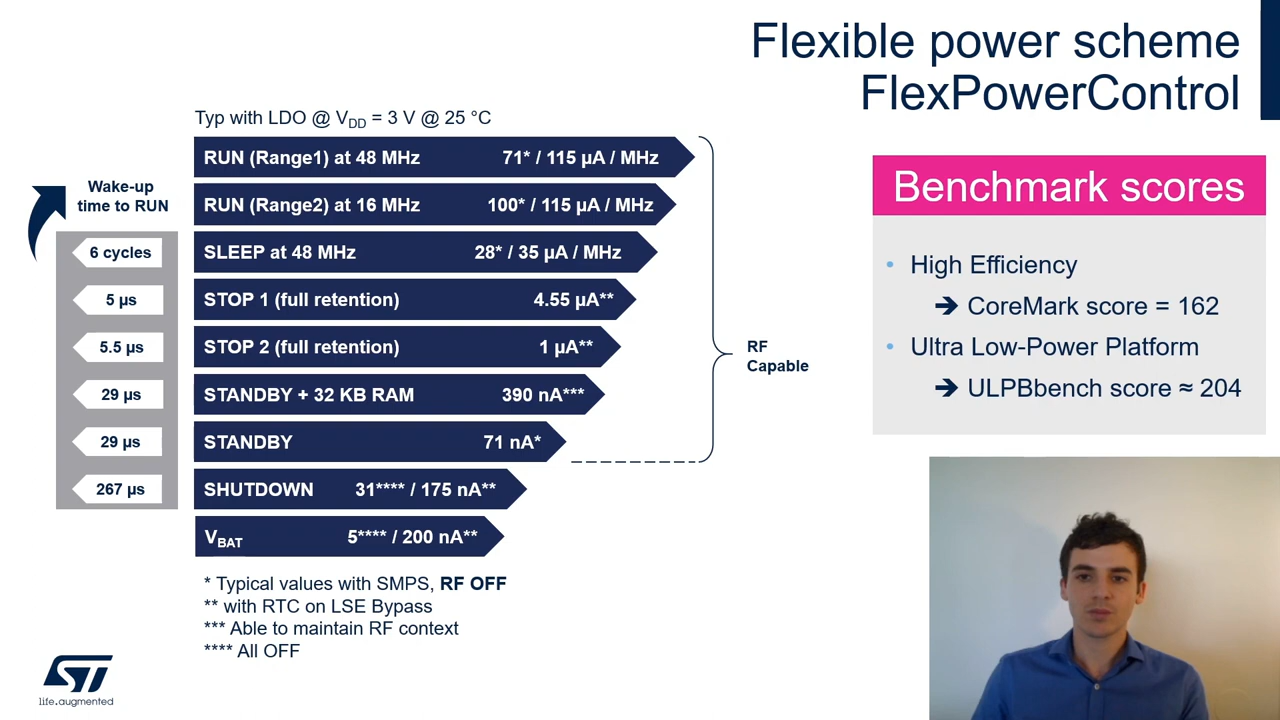 Flexible power scheme
FlexPowerControl
Typ with LDO @ VDD = 3 V @ 25 °C
Wake-up
time to RUN
RUN (Range1) at 48 MHz 71* / 115 µA / MHz
RUN (Range2) at 16 MHz 100* / 115 µA / MHz
6 cycles SLEEP at 48 MHz 28* / 35 µA / MHz
5 µs STOP 1 (full retention) 4.55 µA**
5.5 µs STOP 2 (full retention) 1 µA**
29 µs STANDBY + 32 KB RAM 390 nA***
29 µs STANDBY 71 nA*
267 µs SHUTDOWN 31**** / 175 nA**
VBAT 5**** / 200 nA**
RF
Capable
* Typical values with SMPS, RF OFF
** with RTC on LSE Bypass
*** Able to maintain RF context
**** All OFF
Benchmark scores
• High Efficiency
➔ CoreMark score = 162
• Ultra Low-Power Platform
➔ ULPBbench score ≈ 204
ST
life.augmented